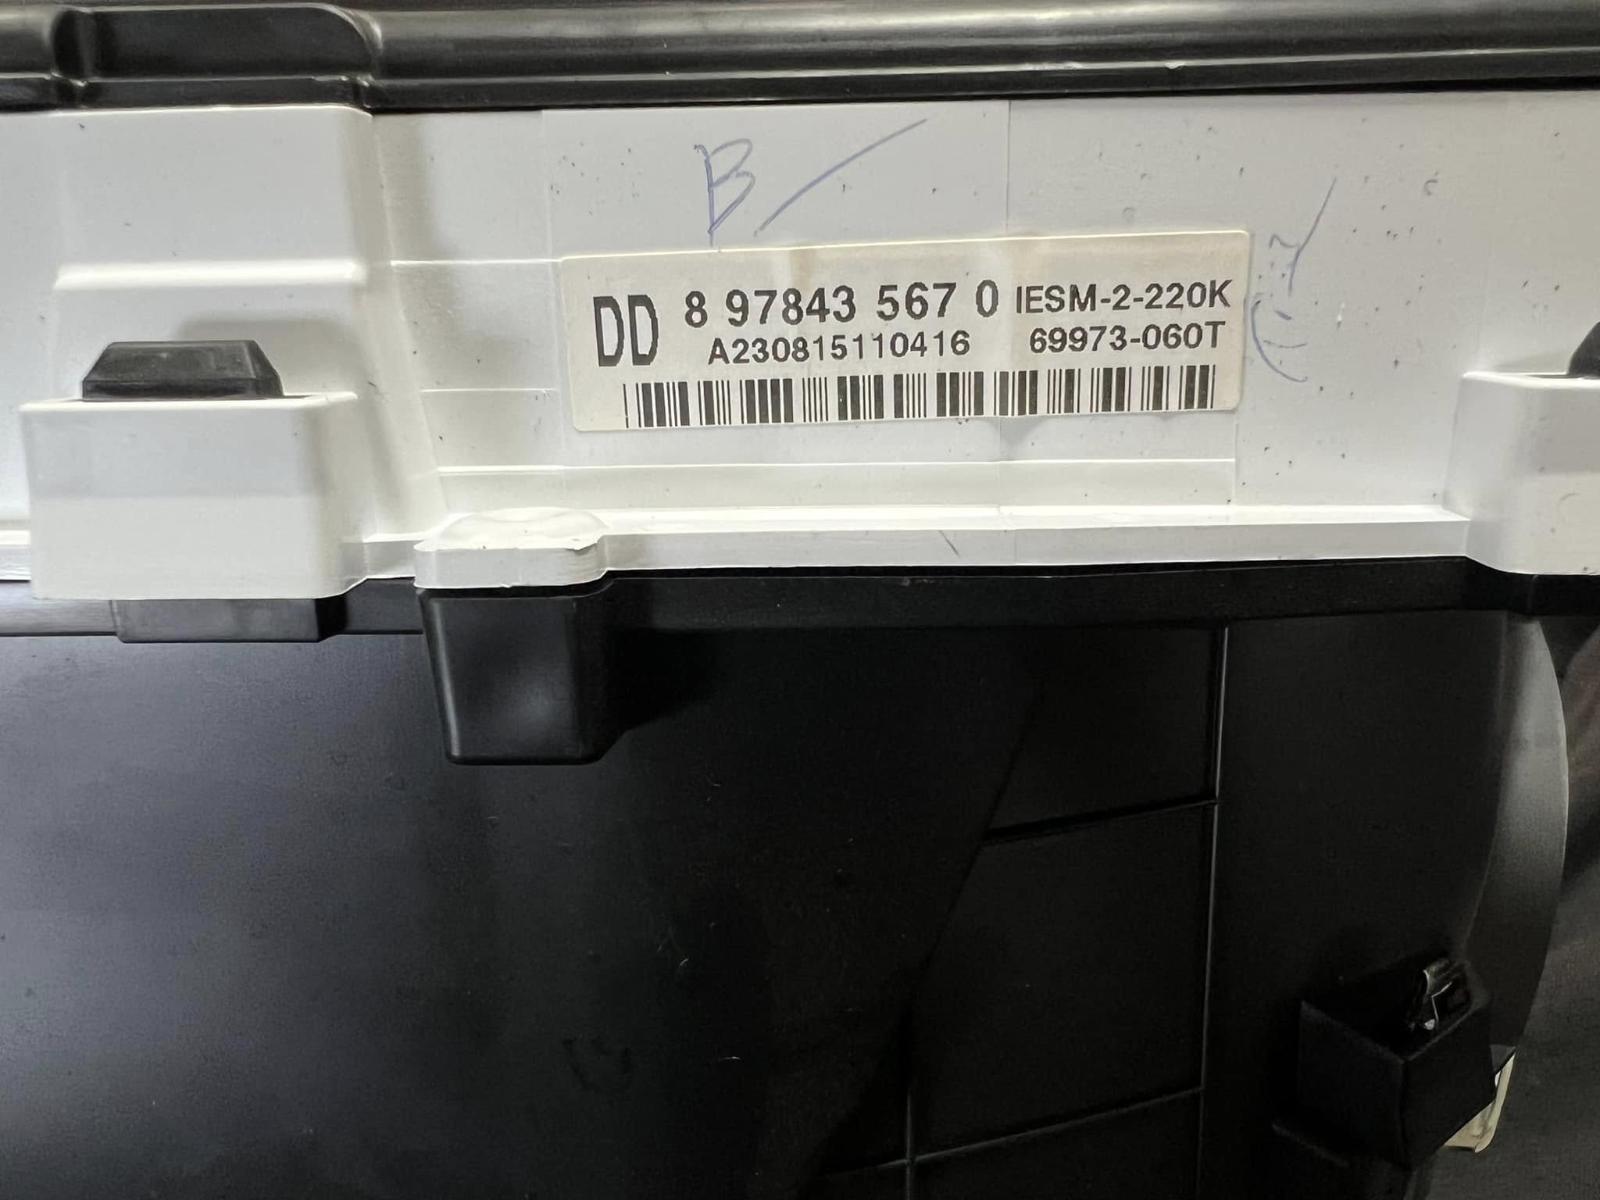 B
DD 8 97843 567 0 IESM-2-220K
A230815110416 69973-060T